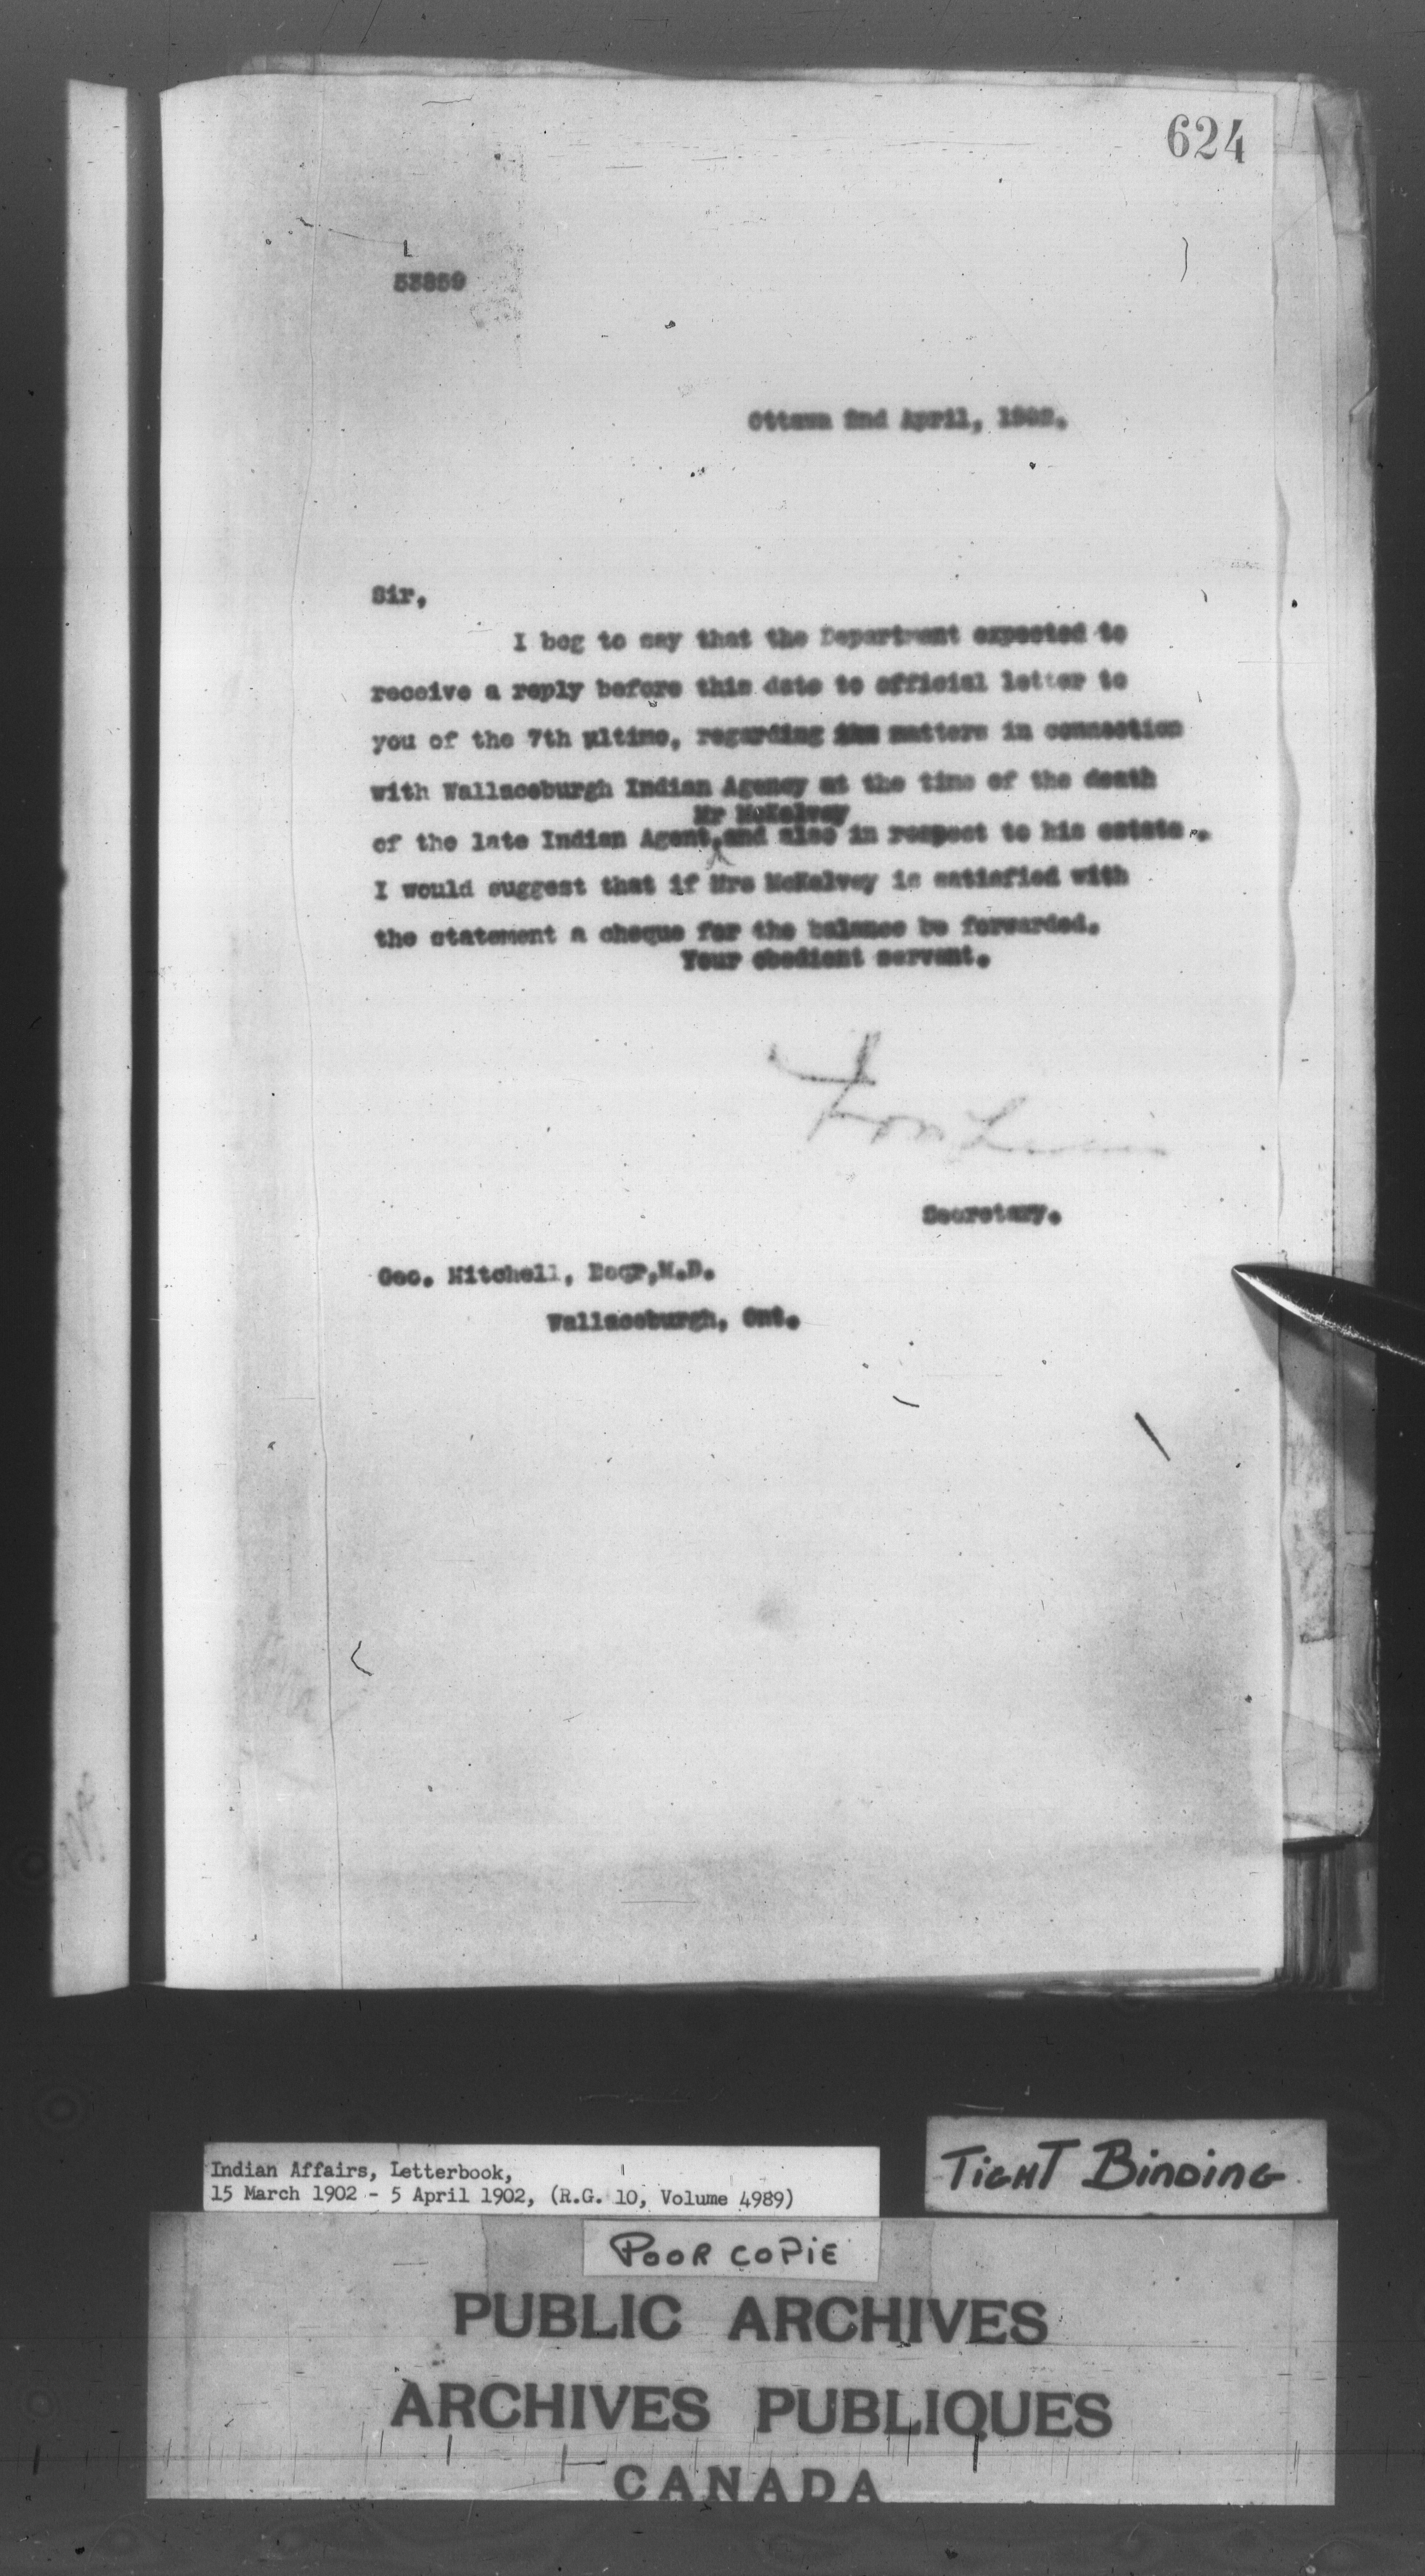 624
L
53859
Ottawa 2nd April, 1902.
Sir,
I beg to say that the Department expected to
receive a reply before this date to official letter to
you of the 7th ultimo, regarding the matters in connection
with Wallaceburgh Indian Agency at the time of the death
Mr McKelvey
of the late Indian Agent, and also in respect to his estate.
I would suggest that if Mrs McKelvey is satisfied with
the statement a cheque for the balance be forwarded.
Your obedient servant.
Secretary.
Geo. Mitchell, Esqr, M.D.
Wallaceburgh, Ont.
Indian Affairs, Letterbook,
15 March 1902 - 5 April 1902, (R.G. 10, Volume 4989)
TIGHT BINDING
POOR COPIE
PUBLIC ARCHIVES
ARCHIVES PUBLIQUES
CANADA